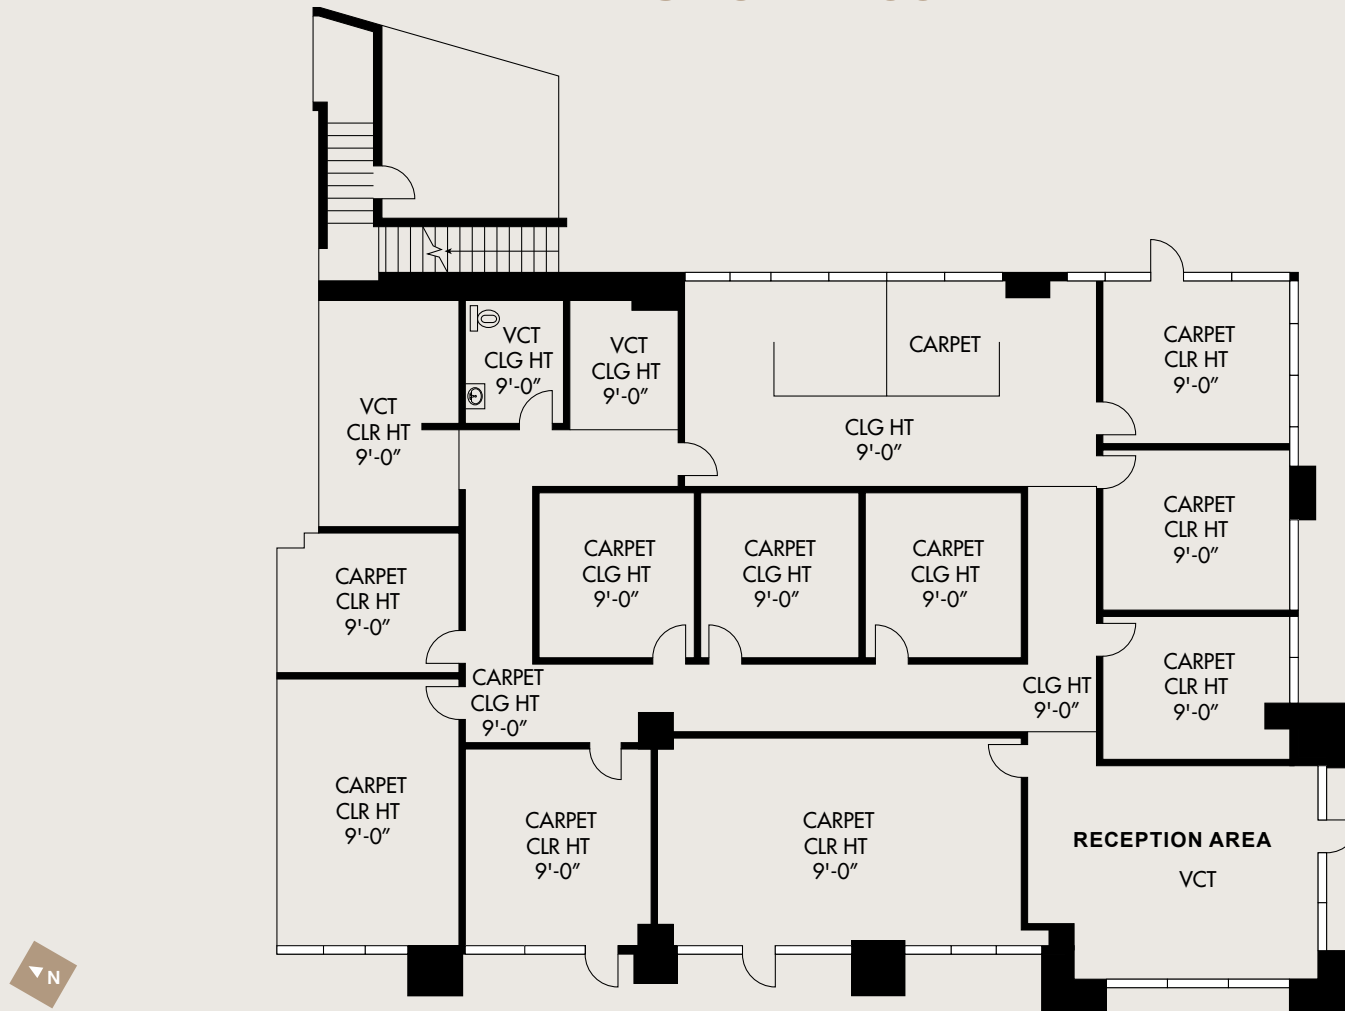 VCT
CLG HT
9'-0"
VCT
CLG HT
9'-0"
CARPET
CARPET
CLR HT
9'-0"
VCT
CLR HT
9'-0"
CLG HT
9'-0"
CARPET
CLR HT
9'-0"
CARPET
CLG HT
9'-0"
CARPET
CLG HT
9'-0"
CARPET
CLG HT
9'-0"
CARPET
CLR HT
9'-0"
CARPET
CLG HT
9'-0"
CLG HT
9'-0"
CARPET
CLR HT
9'-0"
CARPET
CLR HT
9'-0"
CARPET
CLR HT
9'-0"
CARPET
CLR HT
9'-0"
RECEPTION AREA
VCT
N